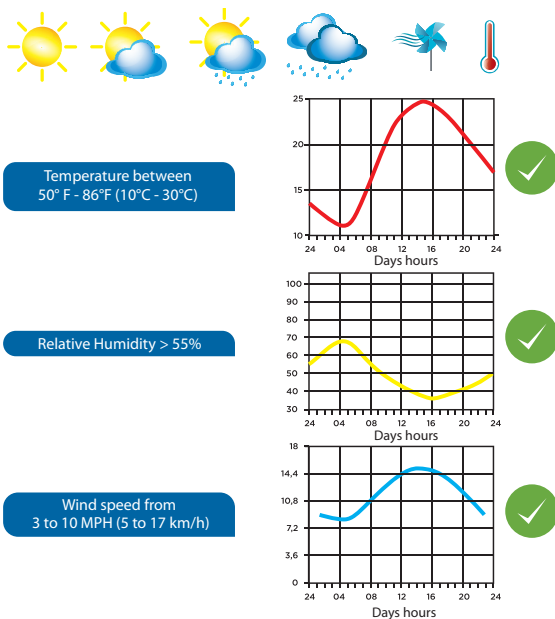 Temperature between
50° F - 86°F (10°C - 30°C)
25
20
15
10
24 04 08 12 16 20 24
Days hours
Relative Humidity > 55%
100
90
80
70
60
50
40
30
24 04 08 12 16 20 24
Days hours
Wind speed from
3 to 10 MPH (5 to 17 km/h)
18
14,4
10,8
7,2
3,6
0
24 04 08 12 16 20 24
Days hours